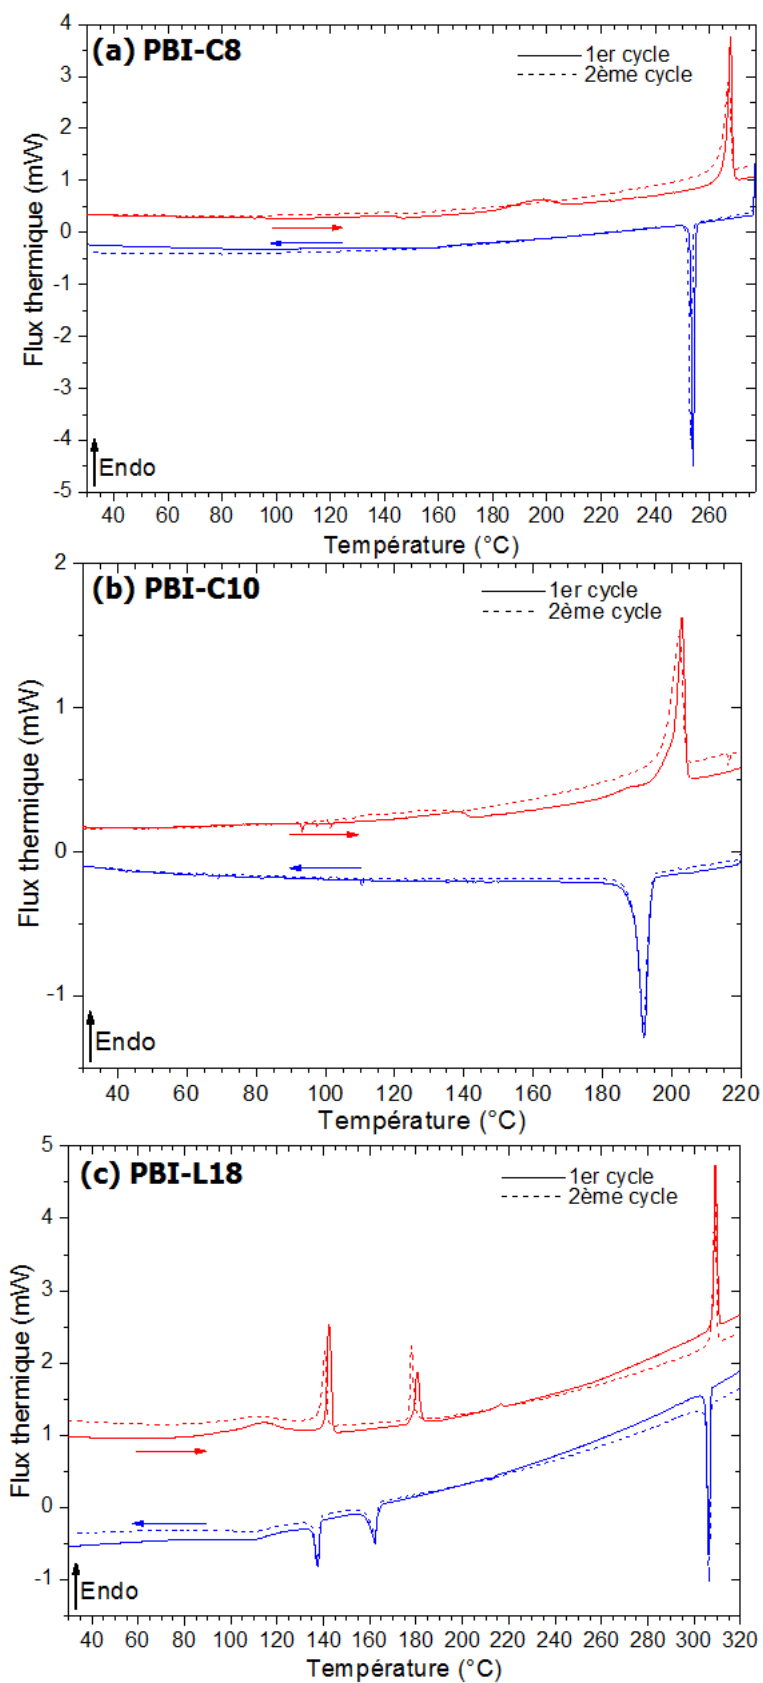 (a) PBI-C8
1er cycle
2ème cycle
4
3
2
1
0
-1
-2
-3
-4
-5
Flux thermique (mW)
Endo
40 60 80 100 120 140 160 180 200 220 240 260
Température (°C)
(b) PBI-C10
1er cycle
2ème cycle
2
1
0
-1
Flux thermique (mW)
Endo
40 60 80 100 120 140 160 180 200 220
Température (°C)
(c) PBI-L18
1er cycle
2ème cycle
5
4
3
2
1
0
-1
Flux thermique (mW)
Endo
40 60 80 100 120 140 160 180 200 220 240 260 280 300 320
Température (°C)